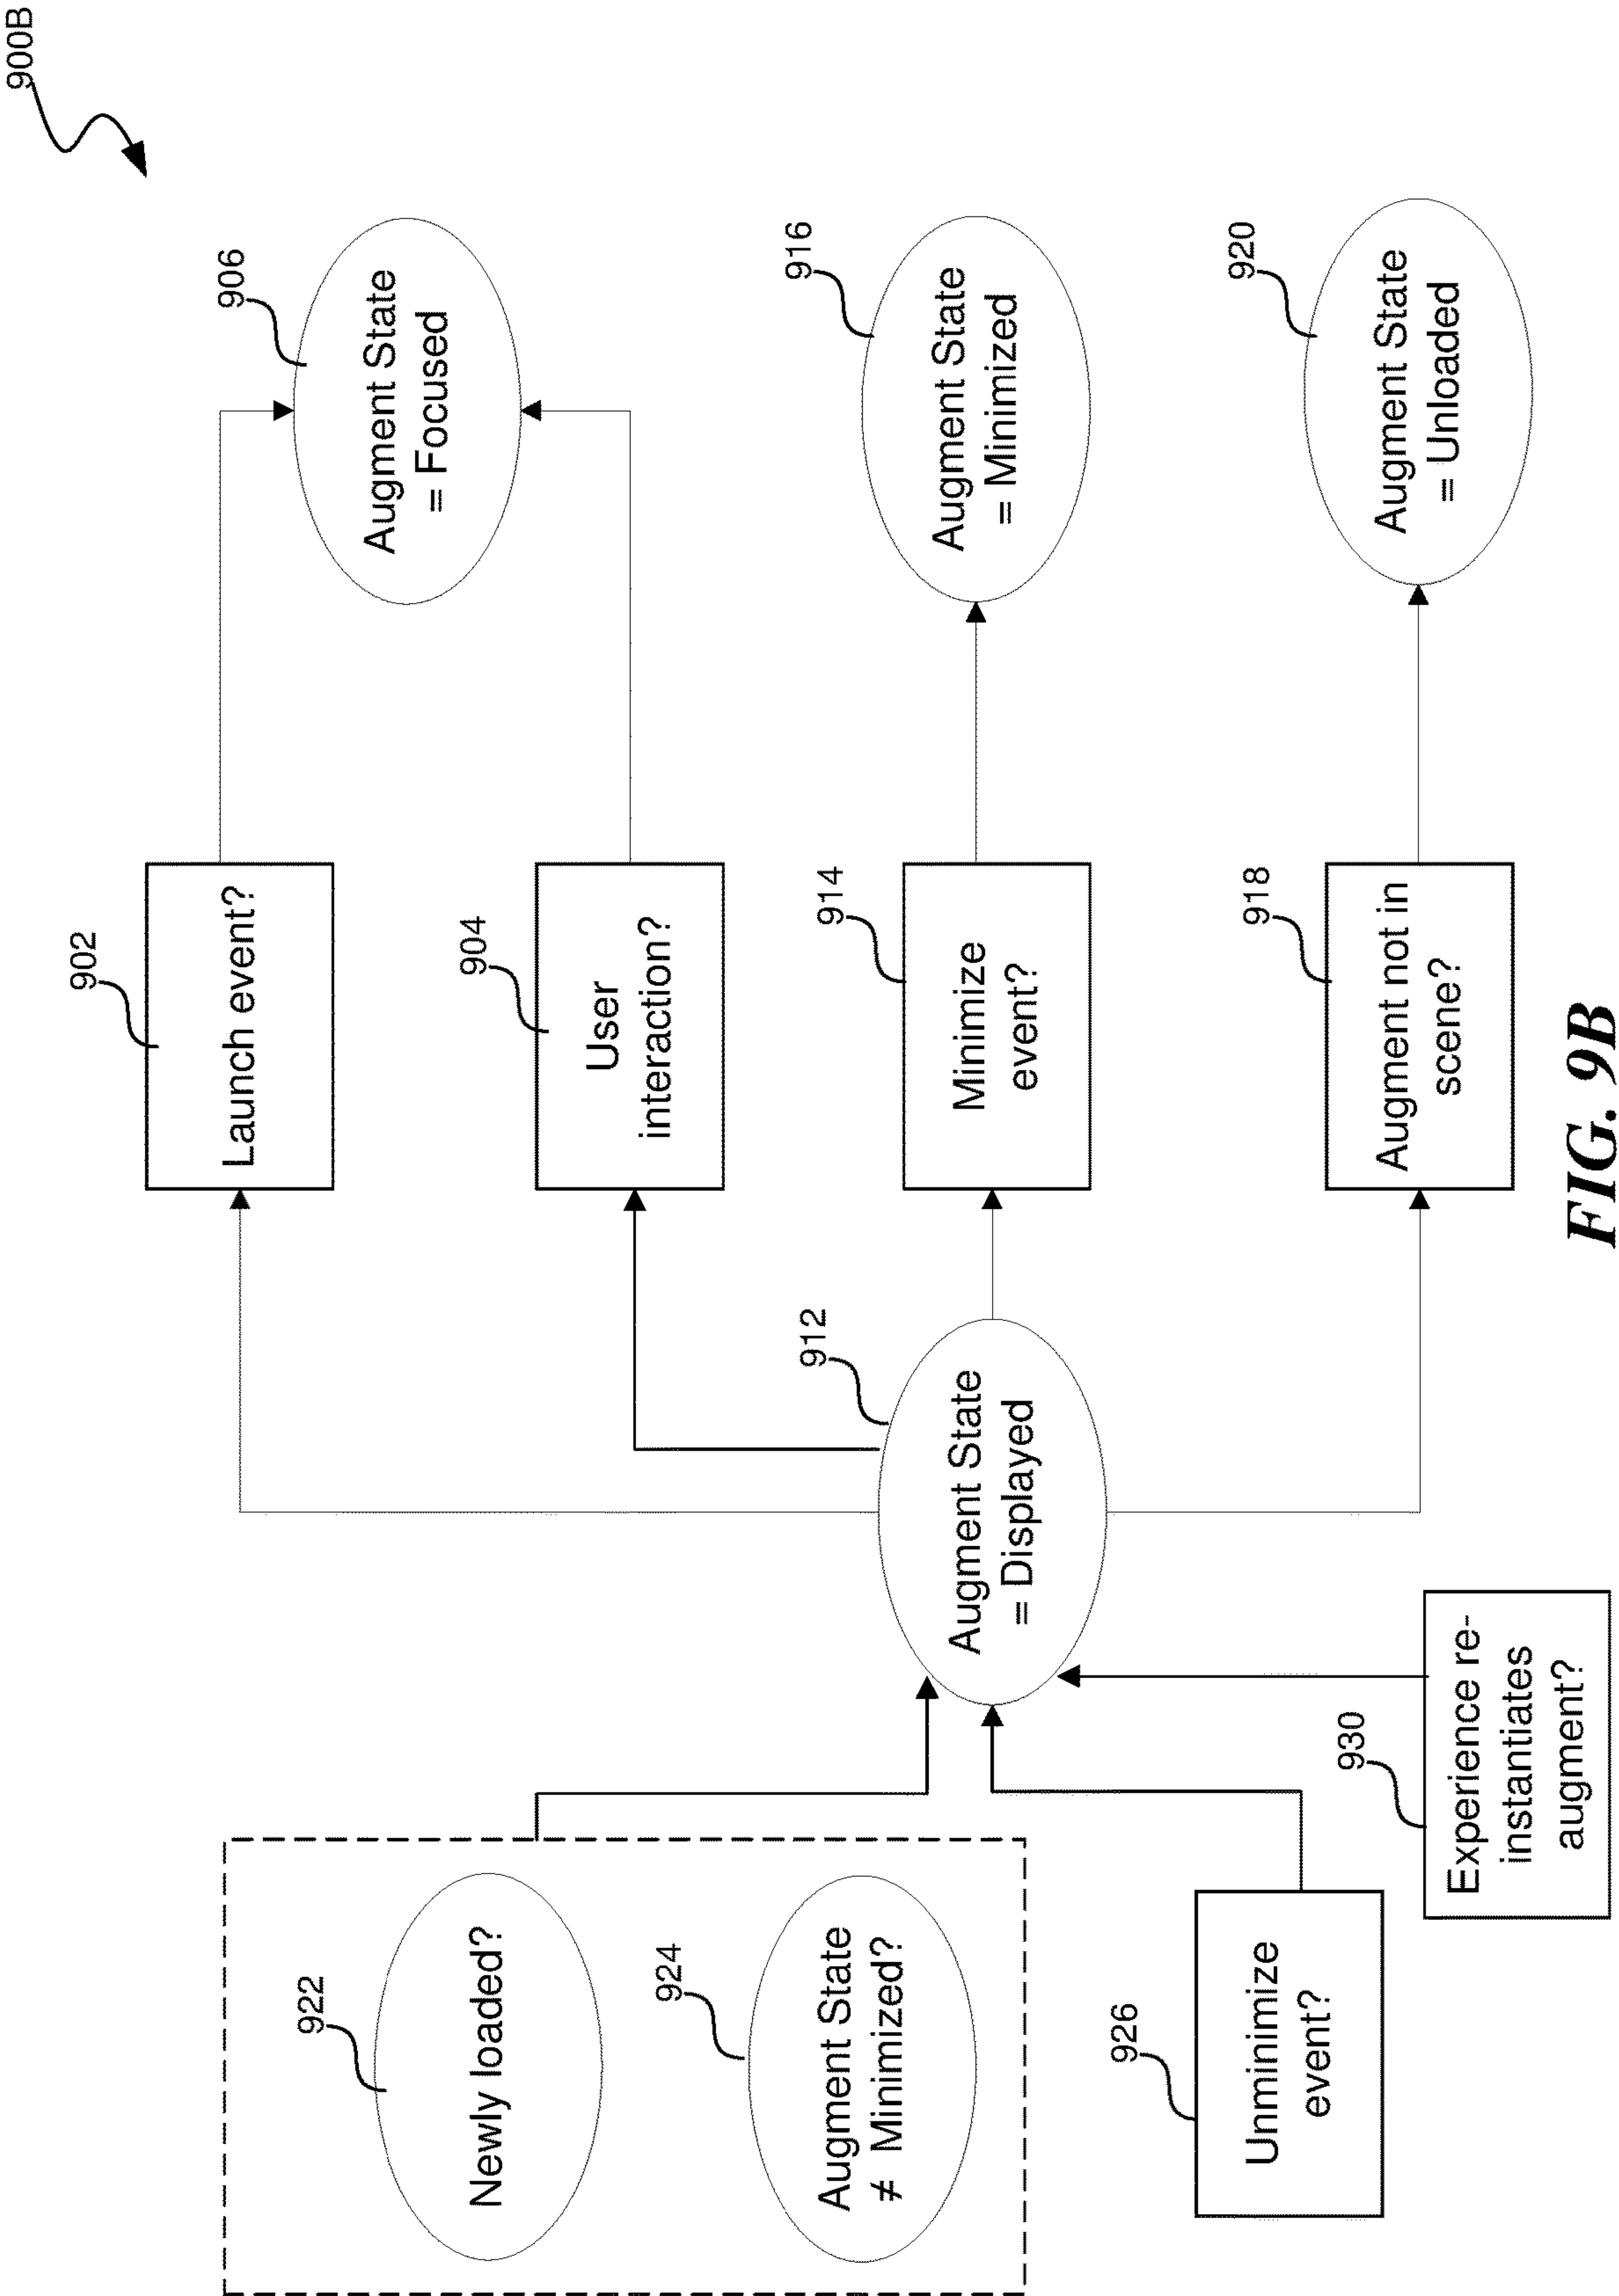 900B
922
Newly loaded?
924
Augment State
≠ Minimized?
926
Unminimize
event?
930
Experience re-
instantiates
augment?
912
Augment State
= Displayed
902
Launch event?
904
User
interaction?
914
Minimize
event?
918
Augment not in
scene?
906
Augment State
= Focused
916
Augment State
= Minimized
920
Augment State
= Unloaded
FIG. 9B